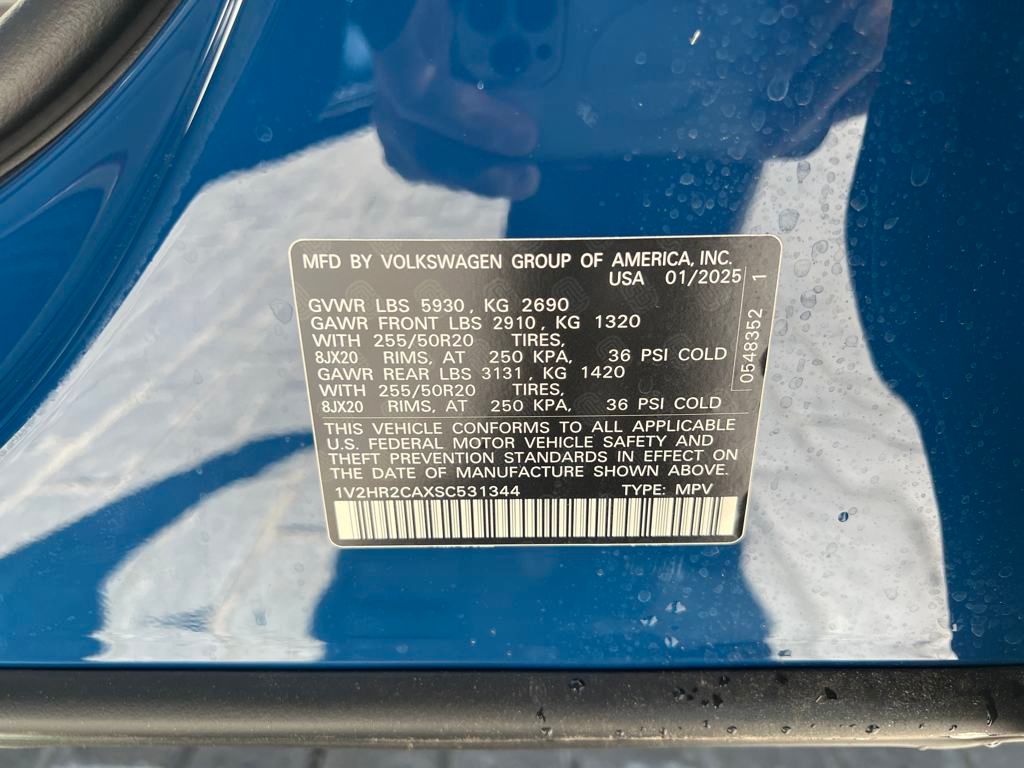 MFD BY VOLKSWAGEN GROUP OF AMERICA, INC.
USA 01/2025
GVWR LBS 5930, KG 2690
GAWR FRONT LBS 2910, KG 1320
WITH 255/50R20 TIRES,
8JX20 RIMS, AT 250 KPA, 36 PSI COLD
GAWR REAR LBS 3131, KG 1420
WITH 255/50R20 TIRES,
8JX20 RIMS, AT 250 KPA, 36 PSI COLD
0548352 1
THIS VEHICLE CONFORMS TO ALL APPLICABLE
U.S. FEDERAL MOTOR VEHICLE SAFETY AND
THEFT PREVENTION STANDARDS IN EFFECT ON
THE DATE OF MANUFACTURE SHOWN ABOVE.
1V2HR2CAXSC531344 TYPE: MPV